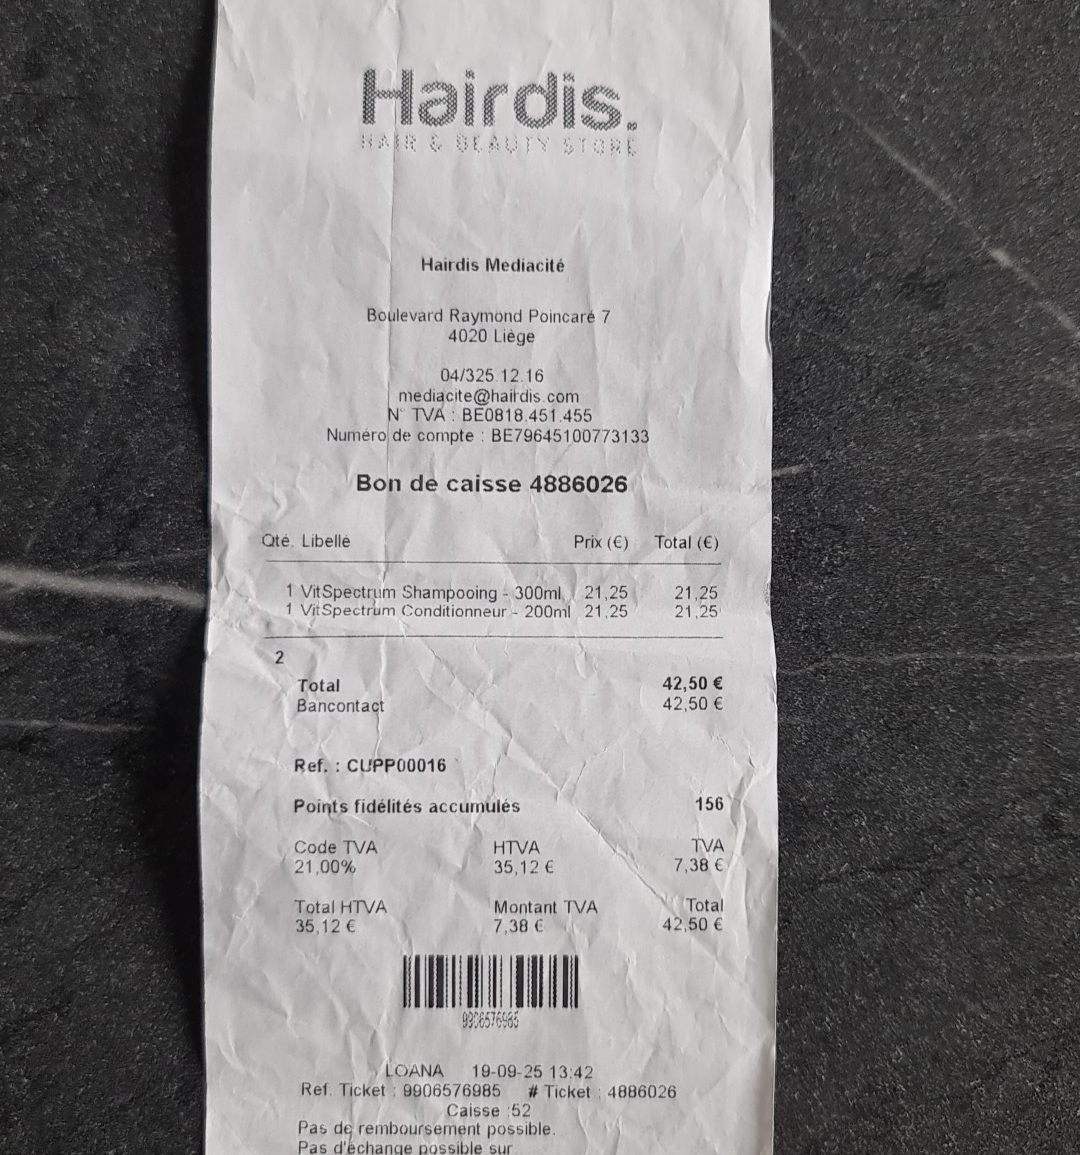 Hairdis.
HAIR & BEAUTY STORE
Hairdis Mediacité
Boulevard Raymond Poincaré 7
4020 Liège
04/325.12.16
mediacite@hairdis.com
N° TVA : BE0818.451.455
Numéro de compte : BE79645100773133
Bon de caisse 4886026
Qté. Libellé Prix (€) Total (€)
1 VitSpectrum Shampooing - 300ml 21,25 21,25
1 VitSpectrum Conditionneur - 200ml 21,25 21,25
2
Total 42,50 €
Bancontact 42,50 €
Ref. : CUPP00016
Points fidélités accumulés 156
Code TVA HTVA TVA
21,00% 35,12 € 7,38 €
Total HTVA Montant TVA Total
35,12 € 7,38 € 42,50 €
9906576985
LOANA 19-09-25 13:42
Ref. Ticket : 9906576985 # Ticket : 4886026
Caisse :52
Pas de remboursement possible.
Pas d'échange possible sur